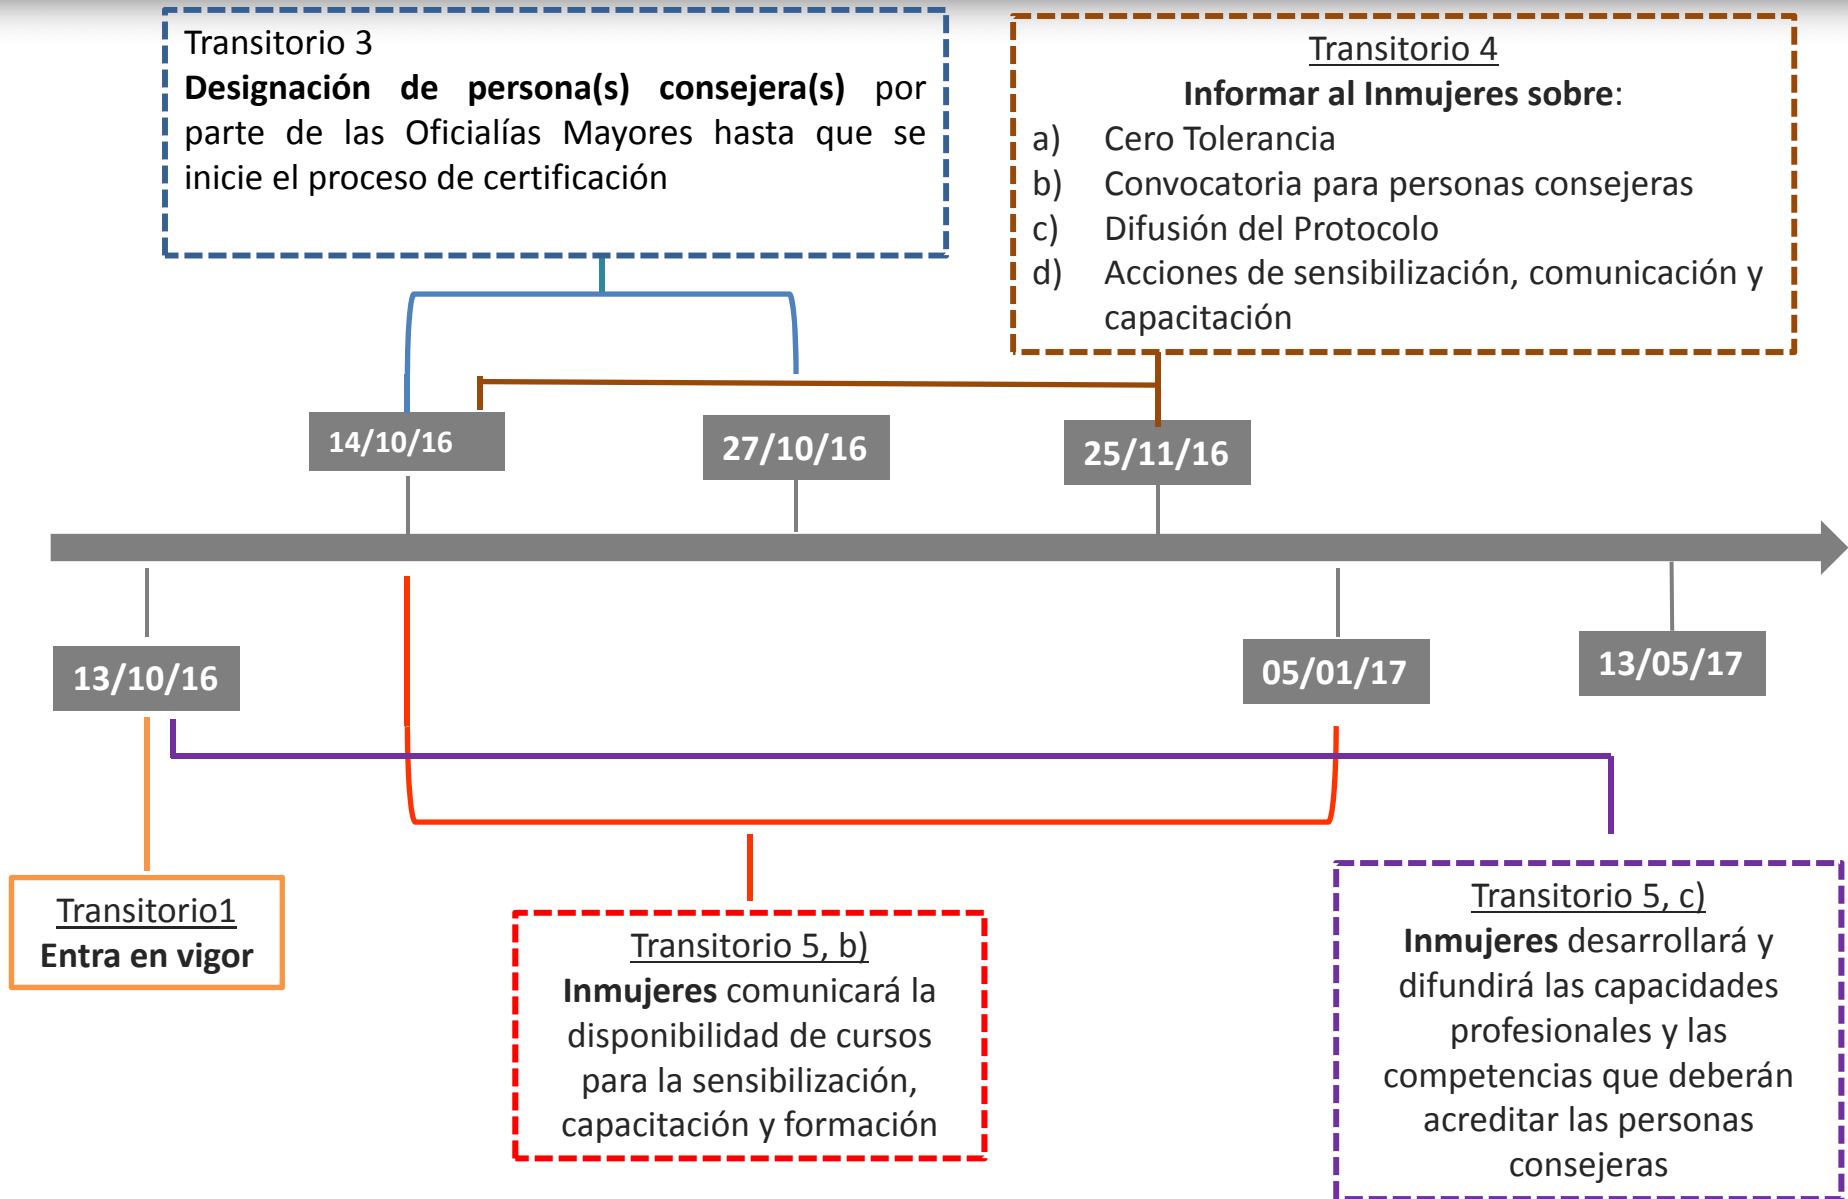 Transitorio 3
Designación de persona(s) consejera(s) por
parte de las Oficialías Mayores hasta que se
inicie el proceso de certificación
Transitorio 4
Informar al Inmujeres sobre:
a) Cero Tolerancia
b) Convocatoria para personas consejeras
c) Difusión del Protocolo
d) Acciones de sensibilización, comunicación y
capacitación
14/10/16
27/10/16
25/11/16
13/10/16
05/01/17
13/05/17
Transitorio1
Entra en vigor
Transitorio 5, b)
Inmujeres comunicará la
disponibilidad de cursos
para la sensibilización,
capacitación y formación
Transitorio 5, c)
Inmujeres desarrollará y
difundirá las capacidades
profesionales y las
competencias que deberán
acreditar las personas
consejeras